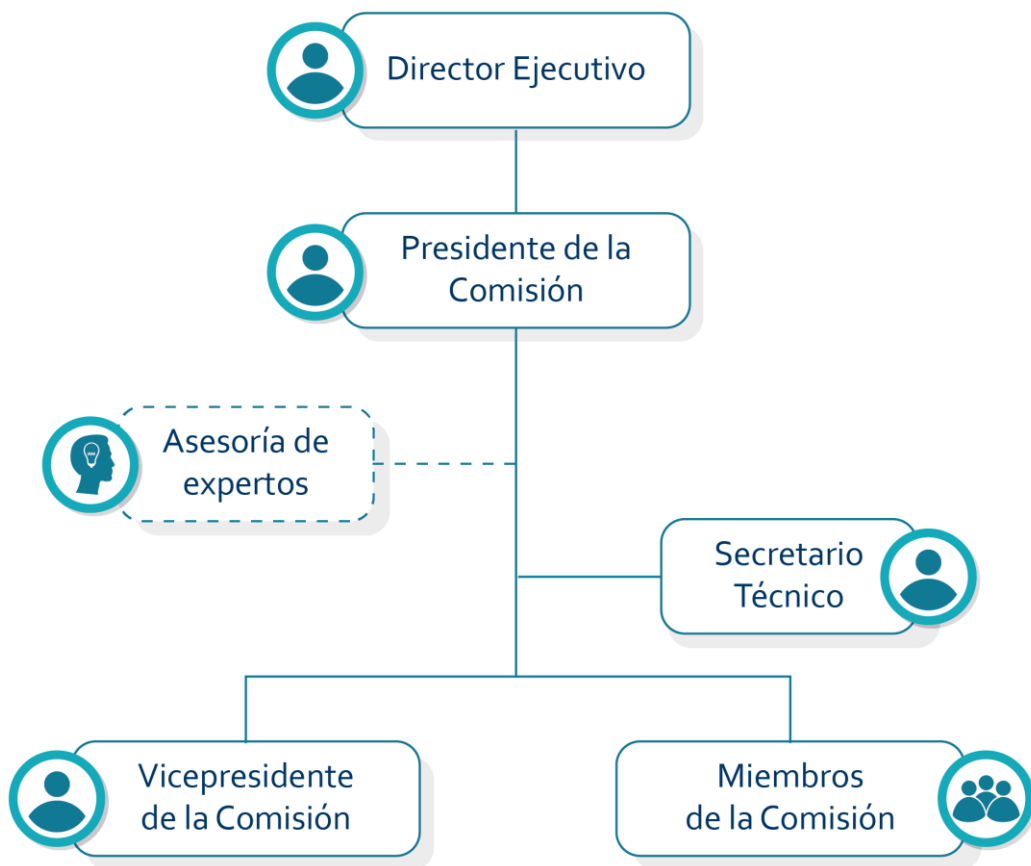 Director Ejecutivo
Presidente de la
Comisión
Asesoría de
expertos
Secretario
Técnico
Vicepresidente
de la Comisión
Miembros
de la Comisión